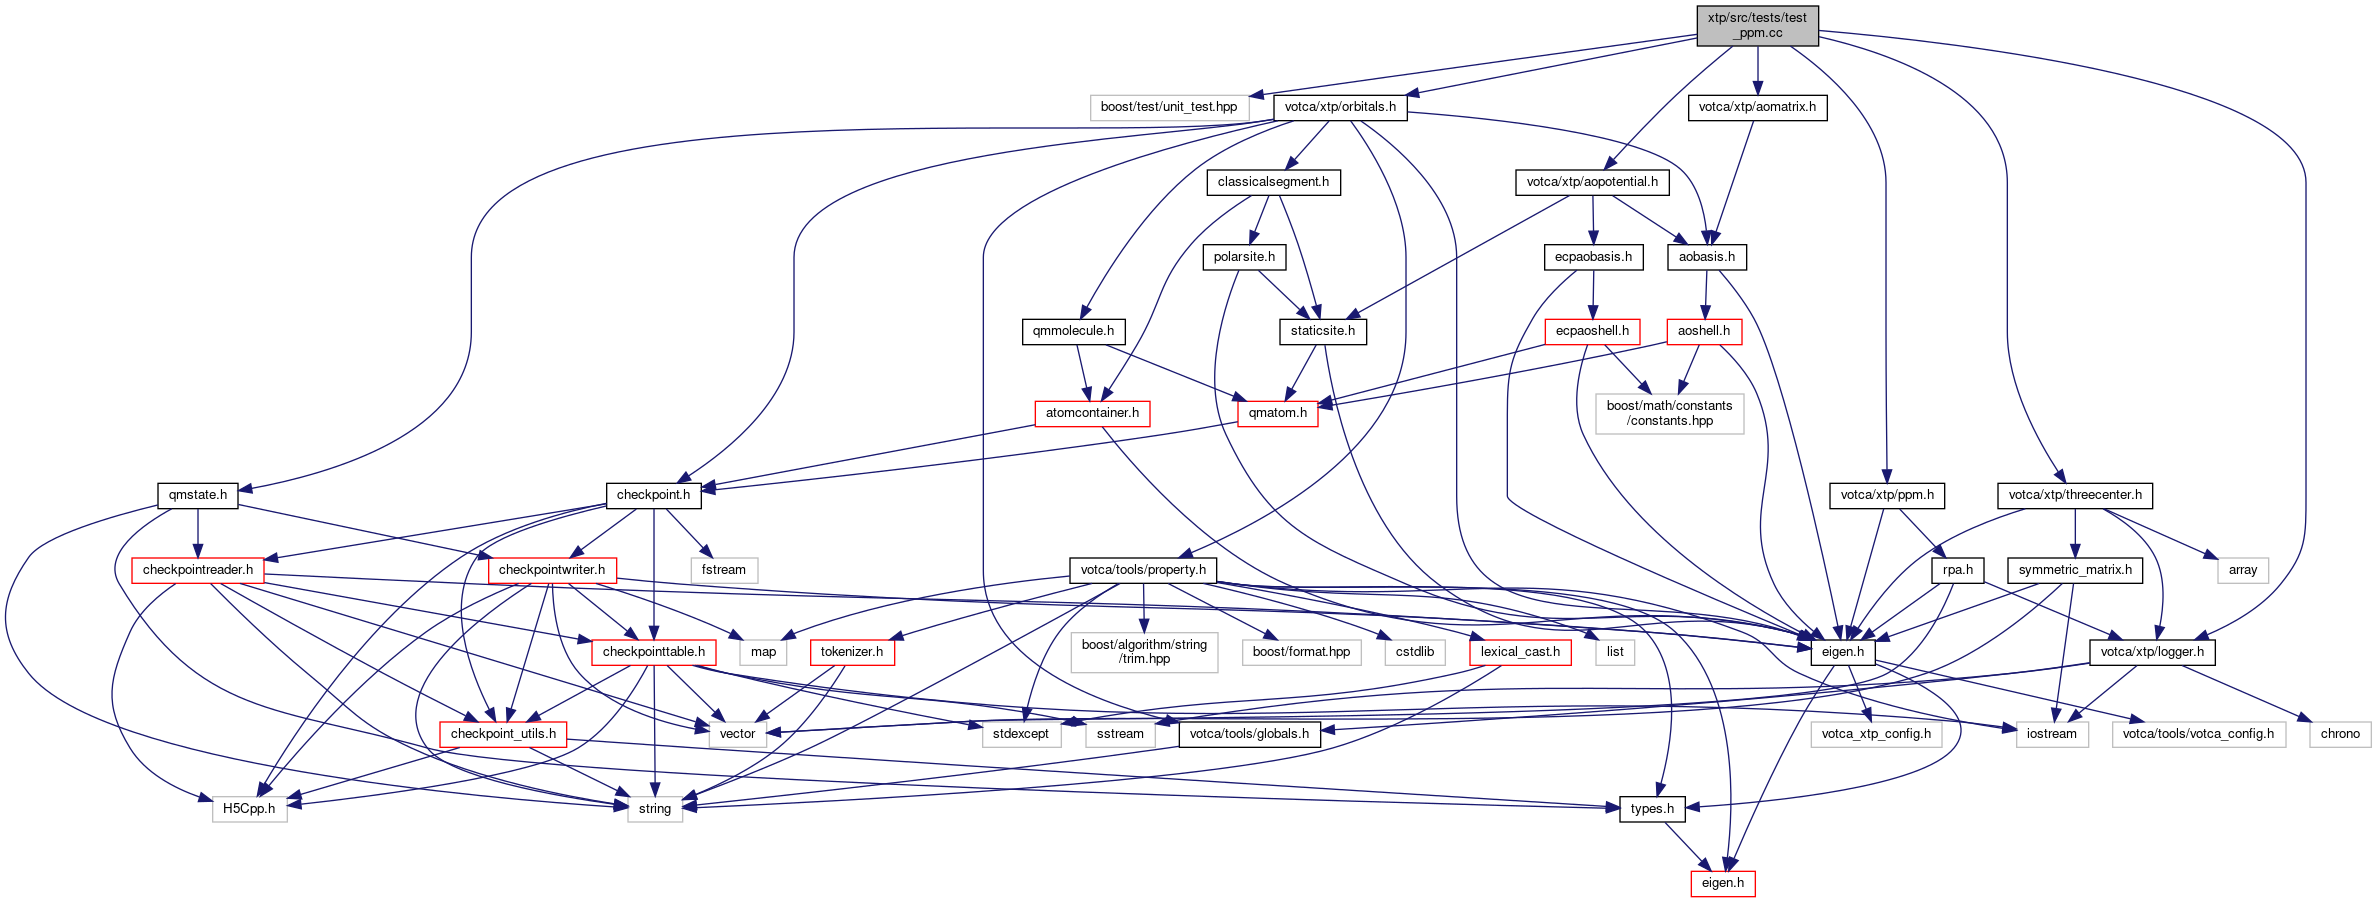 xtp/src/tests/test
_ppm.cc
boost/test/unit_test.hpp
votca/xtp/orbitals.h
votca/xtp/aomatrix.h
classicalsegment.h
votca/xtp/aopotential.h
polarsite.h
ecpaobasis.h
aobasis.h
qmmolecule.h
staticsite.h
ecpaoshell.h
aoshell.h
atomcontainer.h
qmatom.h
boost/math/constants
/constants.hpp
qmstate.h
checkpoint.h
votca/xtp/ppm.h
votca/xtp/threecenter.h
checkpointreader.h
checkpointwriter.h
fstream
votca/tools/property.h
rpa.h
symmetric_matrix.h
array
checkpointtable.h
map
tokenizer.h
boost/algorithm/string
/trim.hpp
boost/format.hpp
cstdlib
lexical_cast.h
list
eigen.h
votca/xtp/logger.h
checkpoint_utils.h
vector
stdexcept
sstream
votca/tools/globals.h
votca_xtp_config.h
iostream
votca/tools/votca_config.h
chrono
H5Cpp.h
string
types.h
eigen.h